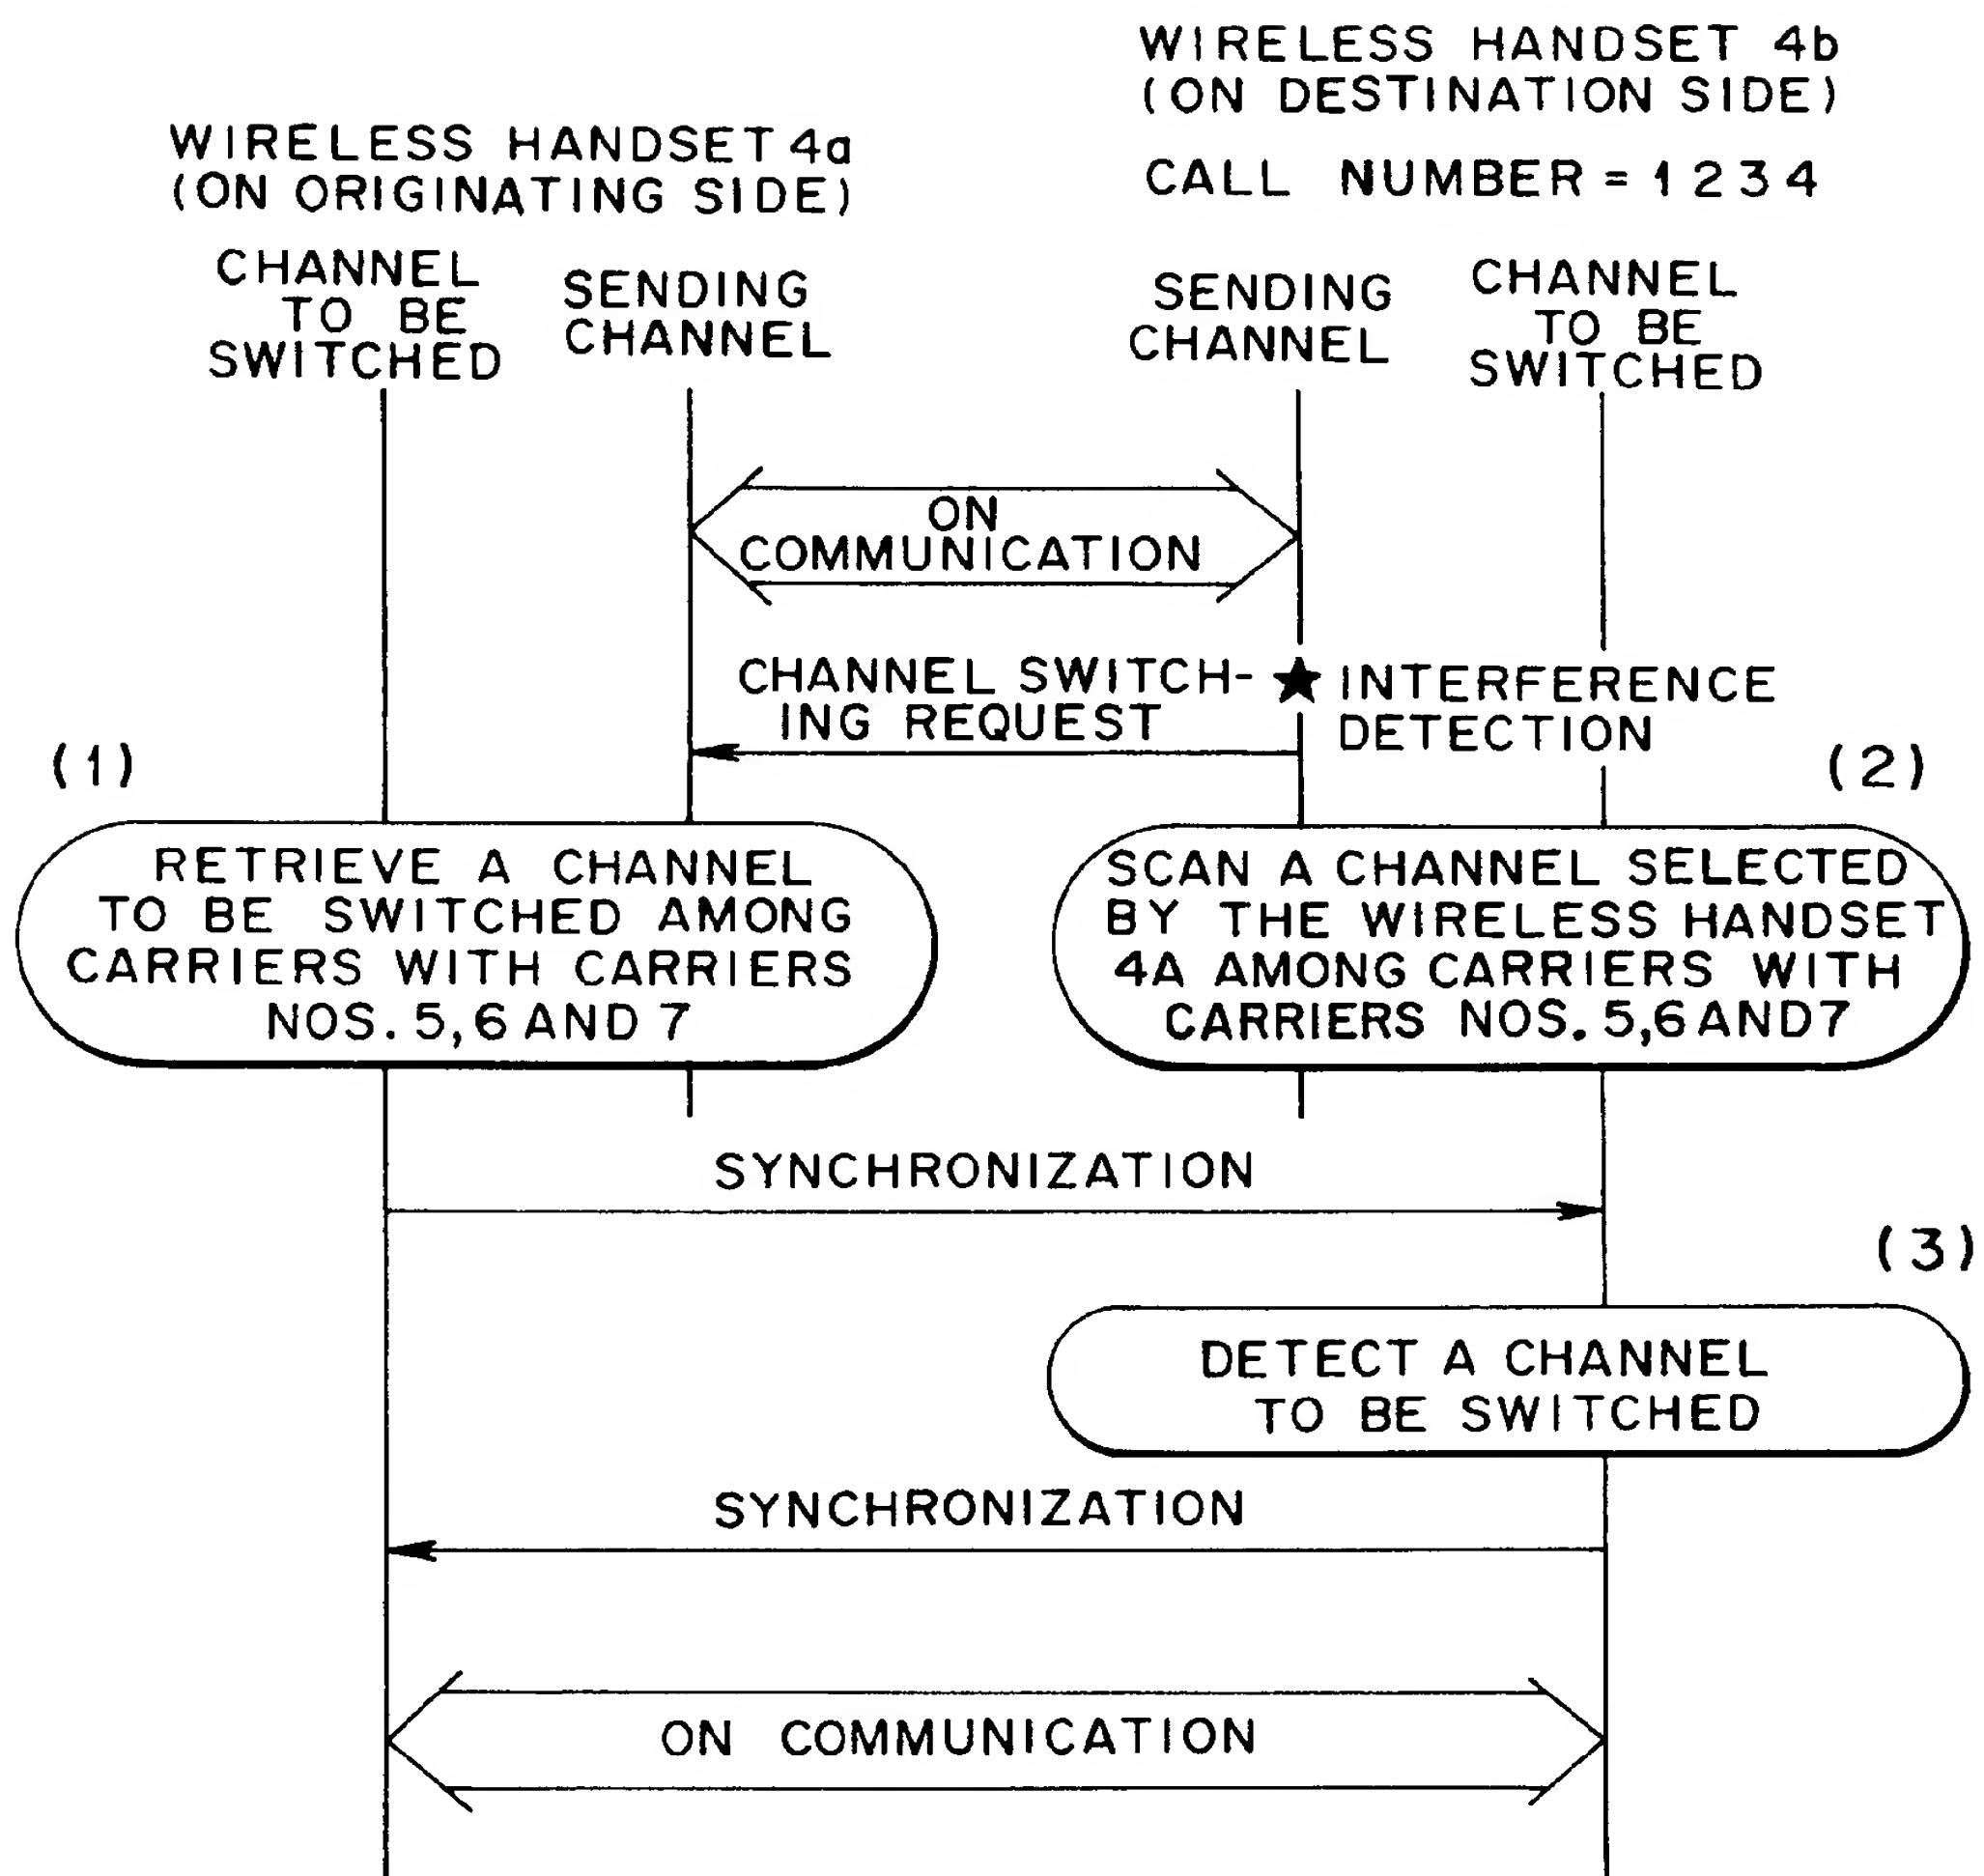 WIRELESS HANDSET 4b
(ON DESTINATION SIDE)
CALL NUMBER = 1234
WIRELESS HANDSET 4a
(ON ORIGINATING SIDE)
CHANNEL
TO BE
SWITCHED
SENDING
CHANNEL
SENDING
CHANNEL
CHANNEL
TO BE
SWITCHED
ON
COMMUNICATION
CHANNEL SWITCH-
ING REQUEST
★ INTERFERENCE
DETECTION
(1)
(2)
RETRIEVE A CHANNEL
TO BE SWITCHED AMONG
CARRIERS WITH CARRIERS
NOS. 5, 6 AND 7
SCAN A CHANNEL SELECTED
BY THE WIRELESS HANDSET
4A AMONG CARRIERS WITH
CARRIERS NOS. 5,6 AND 7
SYNCHRONIZATION
(3)
DETECT A CHANNEL
TO BE SWITCHED
SYNCHRONIZATION
ON COMMUNICATION